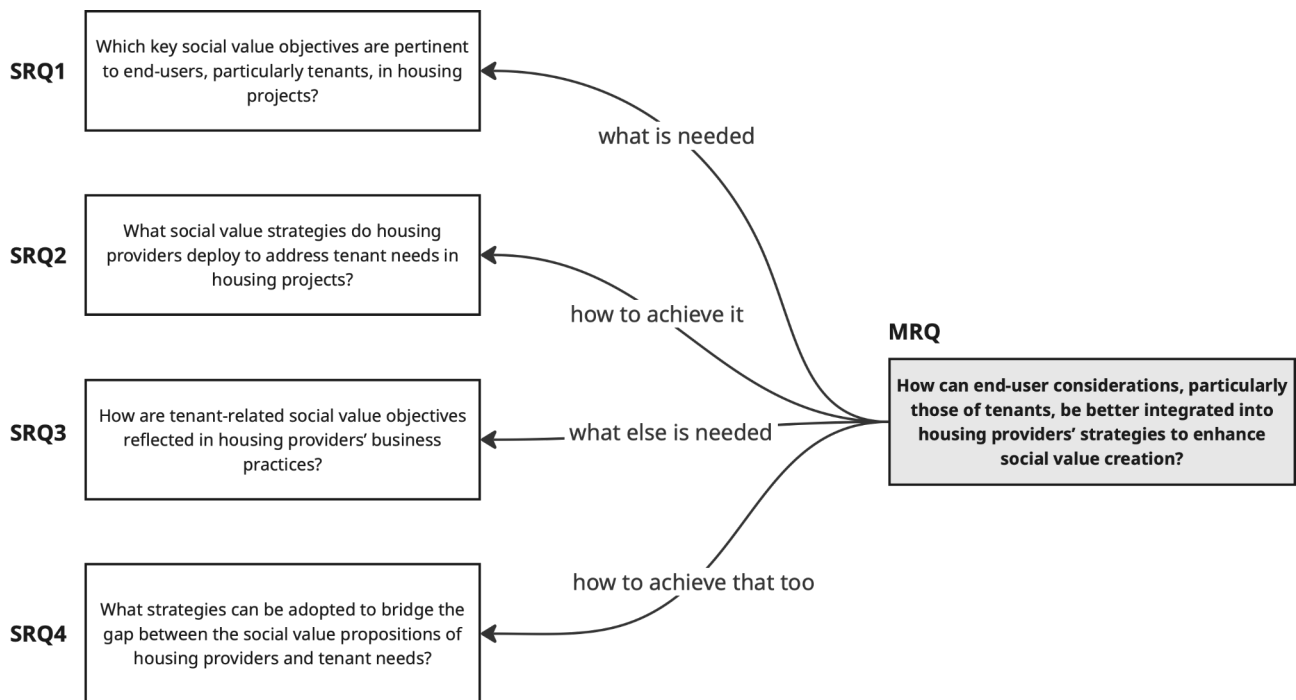 SRQ1
Which key social value objectives are pertinent
to end-users, particularly tenants, in housing
projects?
what is needed
SRQ2
What social value strategies do housing
providers deploy to address tenant needs in
housing projects?
how to achieve it
MRQ
How can end-user considerations, particularly
those of tenants, be better integrated into
housing providers’ strategies to enhance
social value creation?
SRQ3
How are tenant-related social value objectives
reflected in housing providers’ business
practices?
what else is needed
how to achieve that too
SRQ4
What strategies can be adopted to bridge the
gap between the social value propositions of
housing providers and tenant needs?